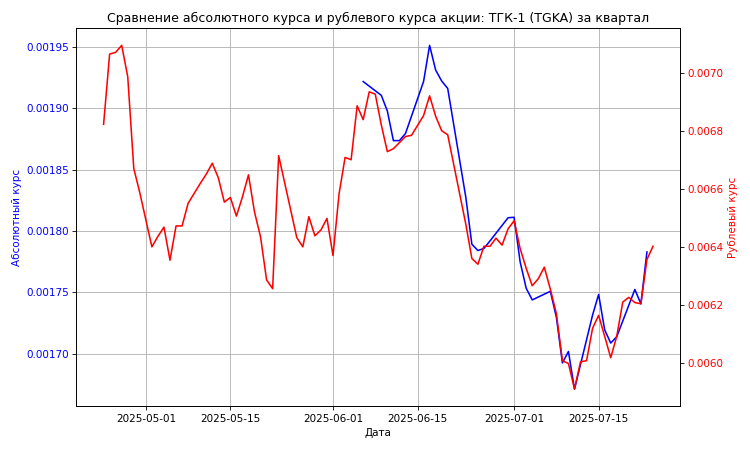 Сравнение абсолютного курса и рублевого курса акции: ТГК-1 (TGKA) за квартал
0.00195
0.00190
0.00185
0.00180
0.00175
0.00170
Абсолютный курс
0.0070
0.0068
0.0066
0.0064
0.0062
0.0060
Рублевый курс
2025-05-01 2025-05-15 2025-06-01 2025-06-15 2025-07-01 2025-07-15
Дата